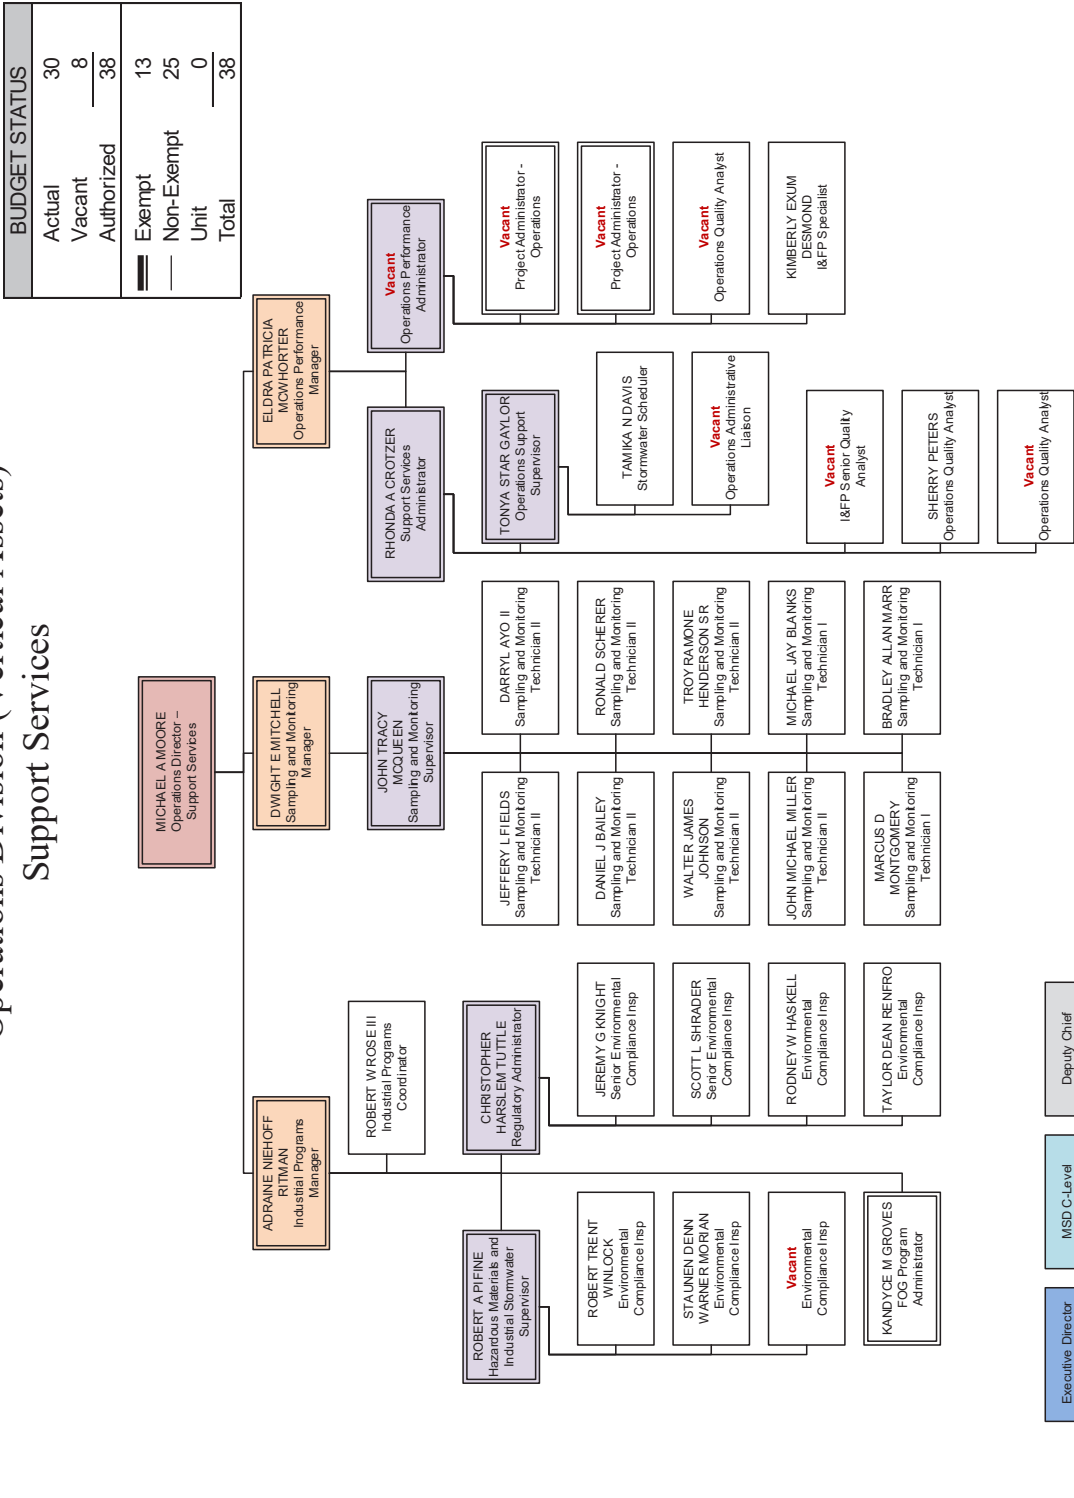 Support Services
BUDGET STATUS
Actual 30
Vacant 8
Authorized 38
Exempt 13
Non-Exempt 25
Unit 0
Total 38
MICHAEL A MOORE
Operations Director –
Support Services
ADRAINE NIEHOFF
RITMAN
Industrial Programs
Manager
DWIGHT E MITCHELL
Sampling and Monitoring
Manager
ELDRA PATRICIA
MCWHORTER
Operations Performance
Manager
ROBERT W ROSE III
Industrial Programs
Coordinator
JOHN TRACY
MCQUEEN
Sampling and Monitoring
Supervisor
RHONDA A CROTZER
Support Services
Administrator
Vacant
Operations Performance
Administrator
ROBERT A PIFINE
Hazardous Materials and
Industrial Stormwater
Supervisor
CHRISTOPHER
HARSLEM TUTTLE
Regulatory Administrator
ROBERT TRENT
WINLOCK
Environmental
Compliance Insp
STAUNEN DENN
WARNER MORIAN
Environmental
Compliance Insp
Vacant
Environmental
Compliance Insp
KANDYCE M GROVES
FOG Program
Administrator
JEREMY G KNIGHT
Senior Environmental
Compliance Insp
SCOTT L SHRADER
Senior Environmental
Compliance Insp
RODNEY W HASKELL
Environmental
Compliance Insp
TAYLOR DEAN RENFRO
Environmental
Compliance Insp
JEFFERY L FIELDS
Sampling and Monitoring
Technician II
DANIEL J BAILEY
Sampling and Monitoring
Technician II
WALTER JAMES
JOHNSON
Sampling and Monitoring
Technician II
JOHN MICHAEL MILLER
Sampling and Monitoring
Technician I
MARCUS D
MONTGOMERY
Sampling and Monitoring
Technician I
DARRYL AYO II
Sampling and Monitoring
Technician II
RONALD SCHERER
Sampling and Monitoring
Technician II
TROY RAMONE
HENDERSON SR
Sampling and Monitoring
Technician II
MICHAEL JAY BLANKS
Sampling and Monitoring
Technician I
BRADLEY ALLAN MARR
Sampling and Monitoring
Technician I
TONYA STAR GAYLOR
Operations Support
Supervisor
TAMIKA N DAVIS
Stormwater Scheduler
Vacant
Operations Administrative
Liaison
Vacant
I&FP Senior Quality
Analyst
SHERRY PETERS
Operations Quality Analyst
Vacant
Operations Quality Analyst
Vacant
Project Administrator -
Operations
Vacant
Project Administrator -
Operations
Vacant
Operations Quality Analyst
KIMBERLY EXUM
DESMOND
I&FP Specialist
Executive Director
MSD C-Level
Deputy Chief